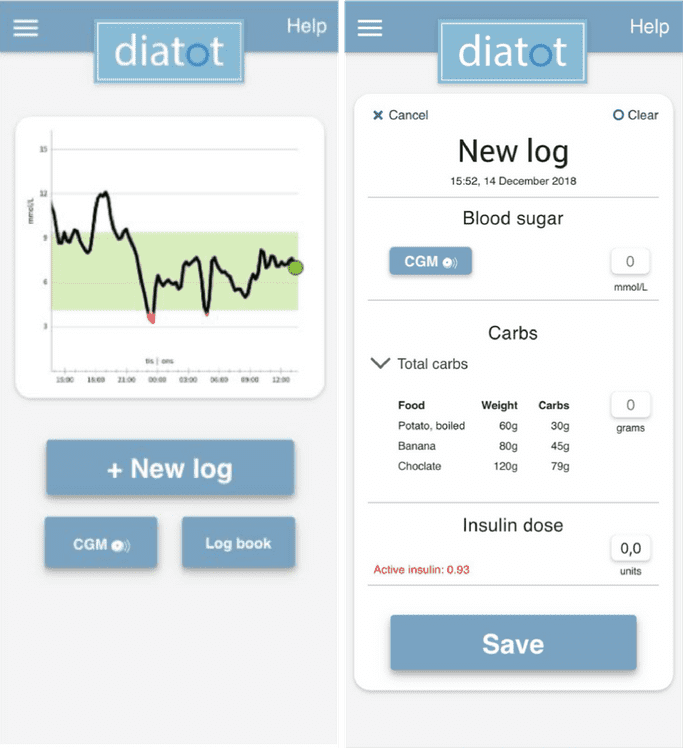 Help
diatot
15
12
mmol/L
9
6
3
tis | ons
15:00 18:00 21:00 00:00 03:00 06:00 09:00 12:00
+ New log
CGM
Log book
Help
diatot
Cancel
Clear
New log
15:52, 14 December 2018
Blood sugar
CGM
0
mmol/L
Carbs
Total carbs
0
grams
Food Weight Carbs
Potato, boiled 60g 30g
Banana 80g 45g
Choclate 120g 79g
Insulin dose
0,0
units
Active insulin: 0.93
Save